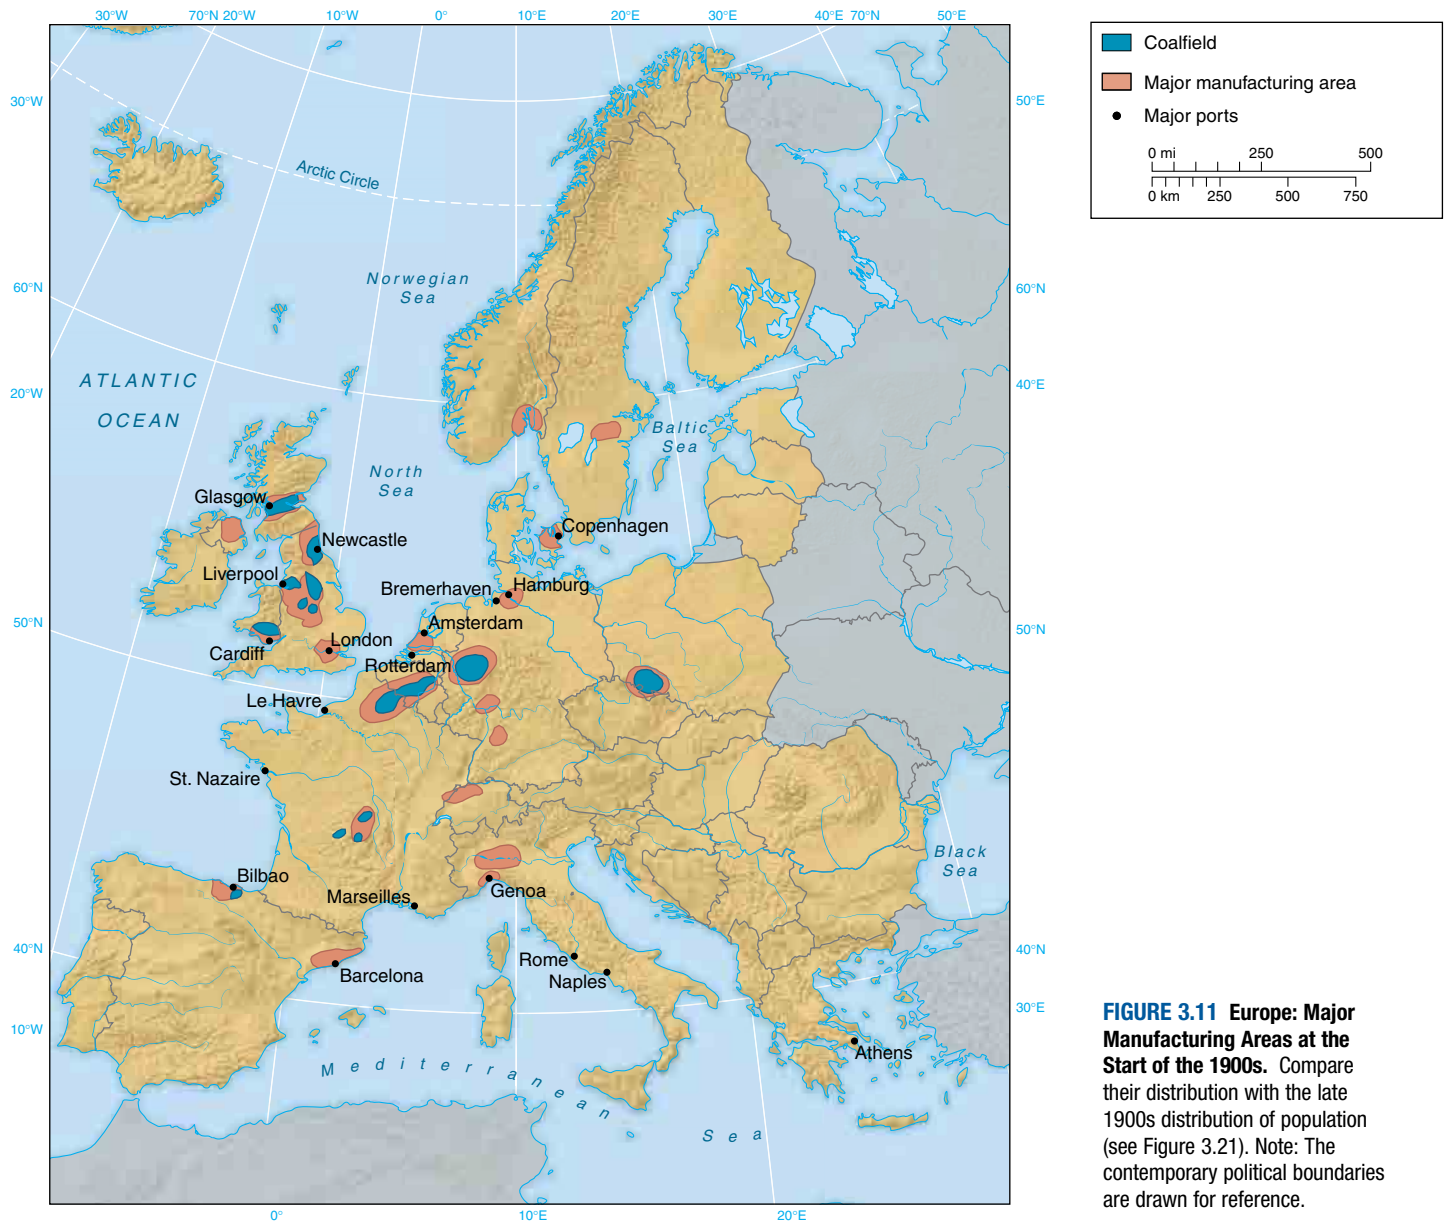 30°W 70°N 20°W 10°W 0° 10°E 20°E 30°E 40°E 70°N 50°E
Coalfield
Major manufacturing area
Major ports
0 mi 250 500
0 km 250 500 750
30°W
50°E
Arctic Circle
Norwegian
Sea
60°N
60°N
ATLANTIC
OCEAN
20°W
40°E
Baltic
Sea
North
Sea
Glasgow
Copenhagen
Newcastle
Liverpool
Bremerhaven
Hamburg
50°N
Amsterdam
50°N
London
Cardiff
Rotterdam
Le Havre
St. Nazaire
Black
Sea
Bilbao
Marseilles
Genoa
40°N
40°N
Rome
Barcelona
Naples
10°W
30°E
Athens
Mediterranean
Sea
0° 10°E 20°E
FIGURE 3.11 Europe: Major
Manufacturing Areas at the
Start of the 1900s. Compare
their distribution with the late
1900s distribution of population
(see Figure 3.21). Note: The
contemporary political boundaries
are drawn for reference.